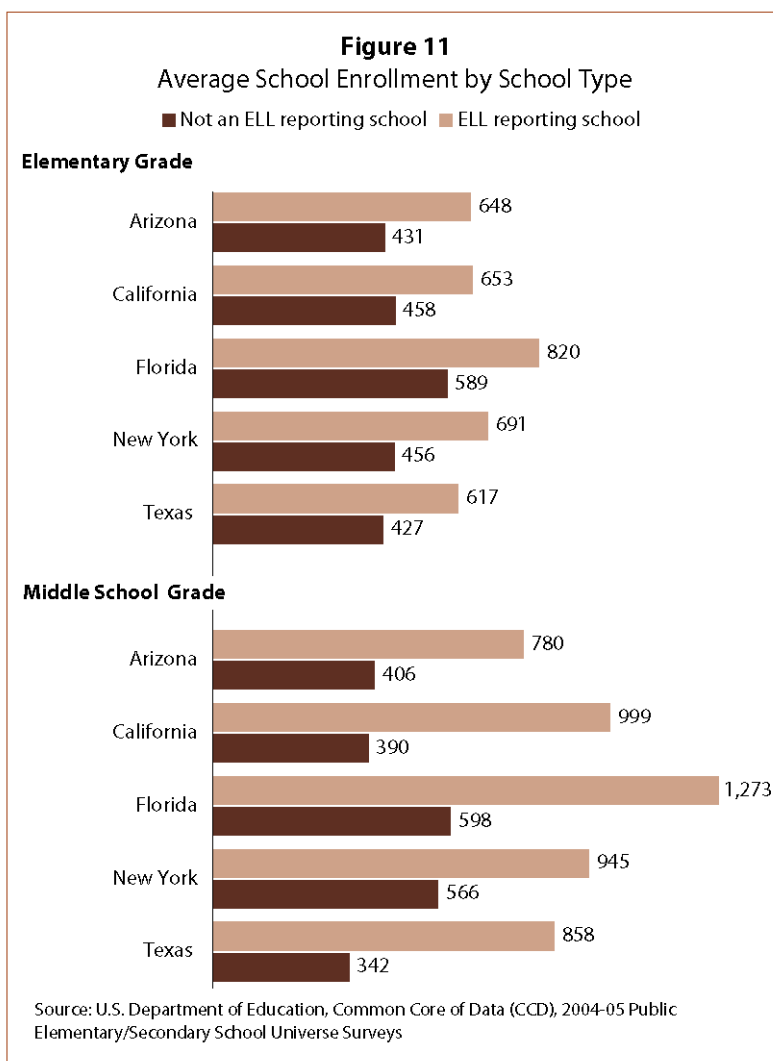 Figure 11
Average School Enrollment by School Type
Not an ELL reporting school ELL reporting school
Elementary Grade
Arizona 648
431
California 653
458
Florida 820
589
New York 691
456
Texas 617
427
Middle School Grade
Arizona 780
406
California 999
390
Florida 1,273
598
New York 945
566
Texas 858
342
Source: U.S. Department of Education, Common Core of Data (CCD), 2004-05 Public
Elementary/Secondary School Universe Surveys